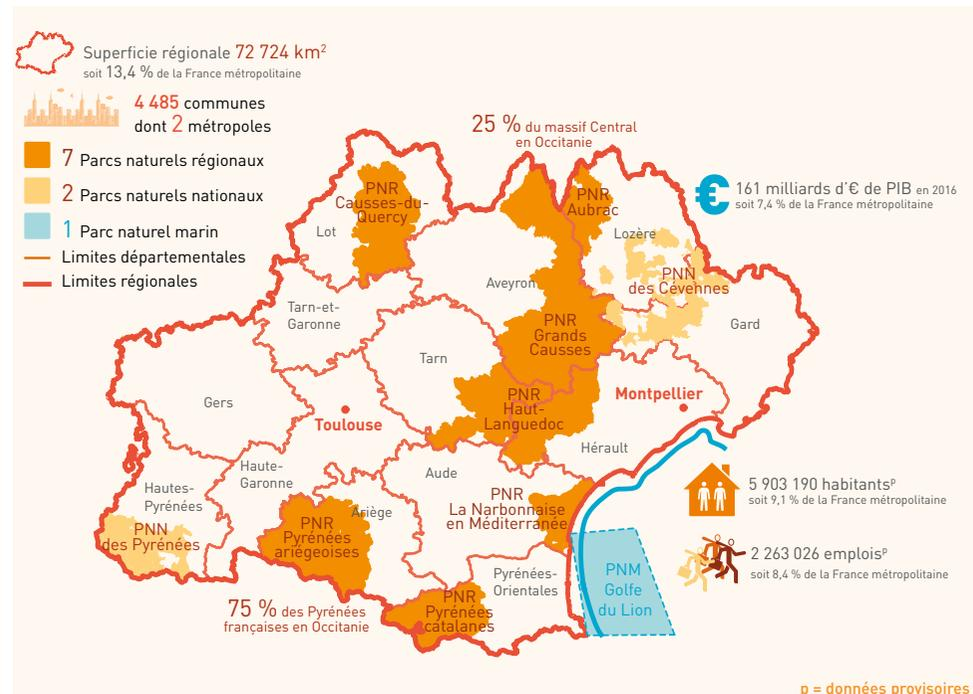 Superficie régionale 72 724 km²
soit 13,4 % de la France métropolitaine
4 485 communes
dont 2 métropoles
7 Parcs naturels régionaux
2 Parcs naturels nationaux
1 Parc naturel marin
Limites départementales
Limites régionales
25 % du massif Central
en Occitanie
161 milliards d'€ de PIB en 2016
soit 7,4 % de la France métropolitaine
PNR
Causses-du-
Quercy
Lot
PNR
Aubrac
Lozère
PNN
des Cévennes
Aveyron
Tarn-et-
Garonne
PNR
Grands
Causses
Gard
Tarn
Gers
Toulouse
PNR
Haut-
Languedoc
Montpellier
Hérault
Haute-
Garonne
Aude
Hautes-
Pyrénées
PNN
des Pyrénées
Ariège
PNR
Pyrénées
ariégeoises
PNR
La Narbonnaise
en Méditerranée
5 903 190 habitantsᵖ
soit 9,1 % de la France métropolitaine
2 263 026 emploisᵖ
soit 8,4 % de la France métropolitaine
Pyrénées-
Orientales
PNM
Golfe
du Lion
75 % des Pyrénées
françaises en Occitanie
PNR
Pyrénées
catalanes
p = données provisoires